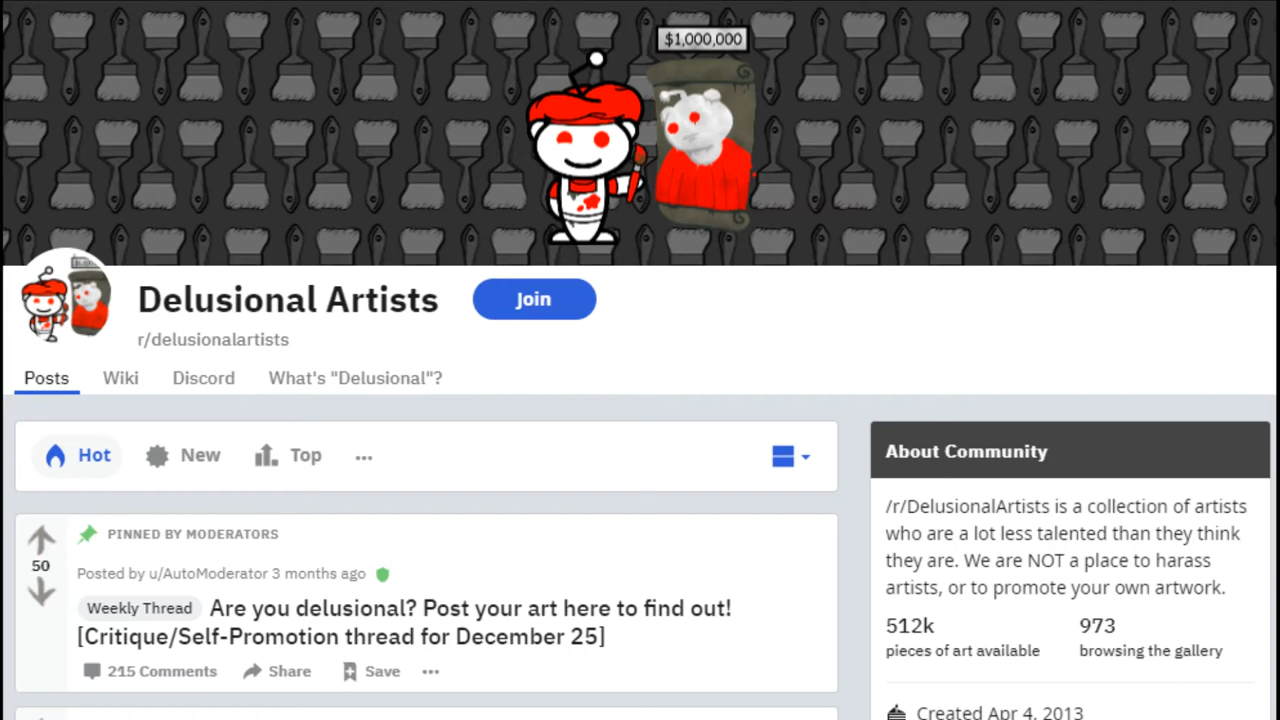 $1,000,000
Delusional Artists
Join
r/delusionalartists
Posts Wiki Discord What's "Delusional"?
Hot New Top ...
About Community
/r/DelusionalArtists is a collection of artists
who are a lot less talented than they think
they are. We are NOT a place to harass
artists, or to promote your own artwork.
512k 973
pieces of art available browsing the gallery
Created Apr 4, 2013
PINNED BY MODERATORS
50
Posted by u/AutoModerator 3 months ago
Weekly Thread Are you delusional? Post your art here to find out!
[Critique/Self-Promotion thread for December 25]
215 Comments Share Save ...